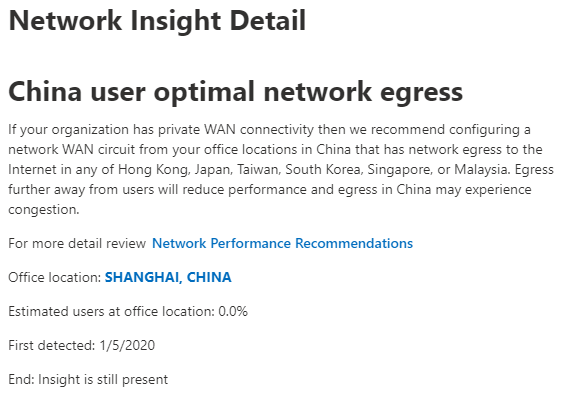 Network Insight Detail
China user optimal network egress
If your organization has private WAN connectivity then we recommend configuring a
network WAN circuit from your office locations in China that has network egress to the
Internet in any of Hong Kong, Japan, Taiwan, South Korea, Singapore, or Malaysia. Egress
further away from users will reduce performance and egress in China may experience
congestion.
For more detail review Network Performance Recommendations
Office location: SHANGHAI, CHINA
Estimated users at office location: 0.0%
First detected: 1/5/2020
End: Insight is still present